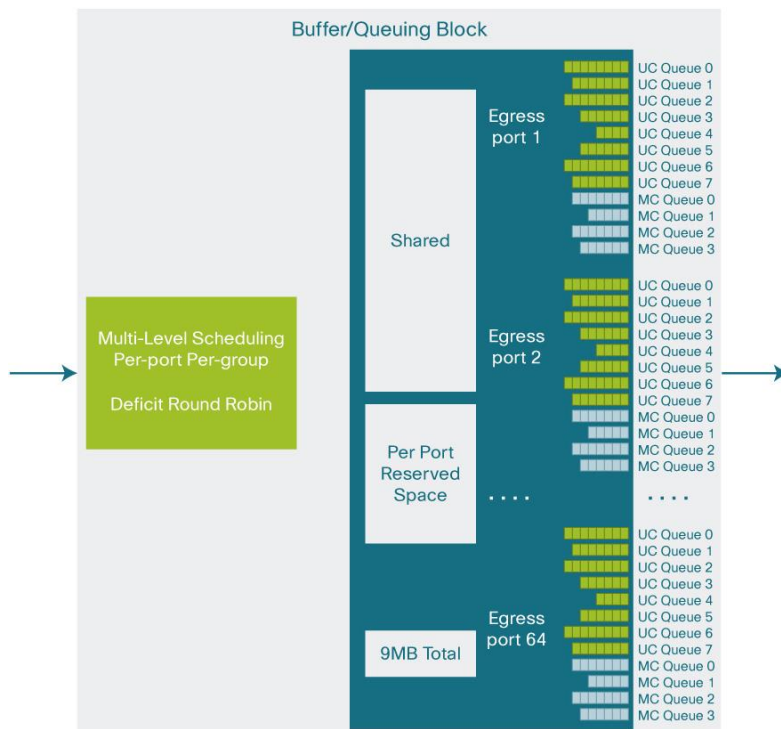 Buffer/Queuing Block
Multi-Level Scheduling
Per-port Per-group
Deficit Round Robin
Shared
Per Port
Reserved
Space
9MB Total
Egress
port 1
UC Queue 0
UC Queue 1
UC Queue 2
UC Queue 3
UC Queue 4
UC Queue 5
UC Queue 6
UC Queue 7
MC Queue 0
MC Queue 1
MC Queue 2
MC Queue 3
Egress
port 2
UC Queue 0
UC Queue 1
UC Queue 2
UC Queue 3
UC Queue 4
UC Queue 5
UC Queue 6
UC Queue 7
MC Queue 0
MC Queue 1
MC Queue 2
MC Queue 3
. . . .
. . . .
Egress
port 64
UC Queue 0
UC Queue 1
UC Queue 2
UC Queue 3
UC Queue 4
UC Queue 5
UC Queue 6
UC Queue 7
MC Queue 0
MC Queue 1
MC Queue 2
MC Queue 3